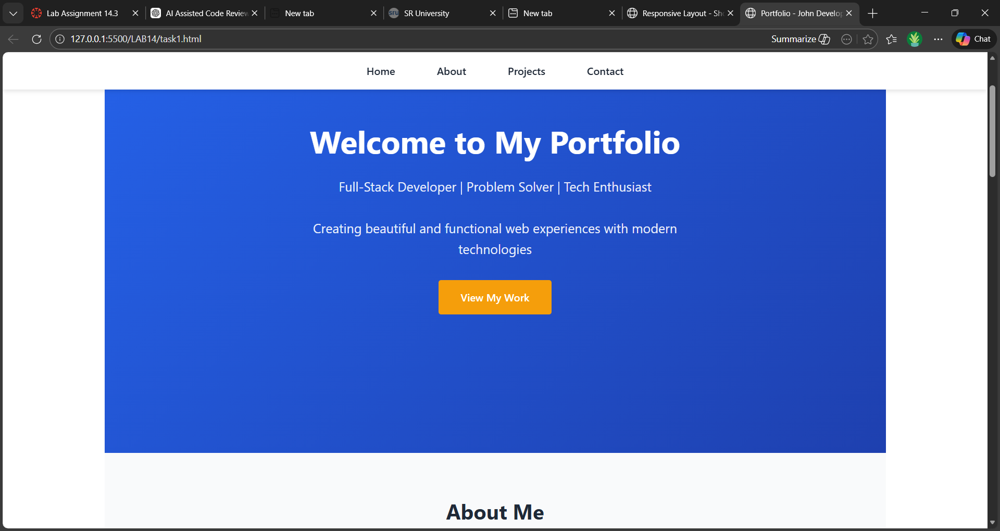 Lab Assignment 14.3
AI Assisted Code Review
New tab
sru
SR University
New tab
Responsive Layout - Sh
Portfolio - John Develop
127.0.0.1:5500/LAB14/task1.html
Summarize
Chat
Home About Projects Contact
Welcome to My Portfolio
Full-Stack Developer | Problem Solver | Tech Enthusiast
Creating beautiful and functional web experiences with modern
technologies
View My Work
About Me